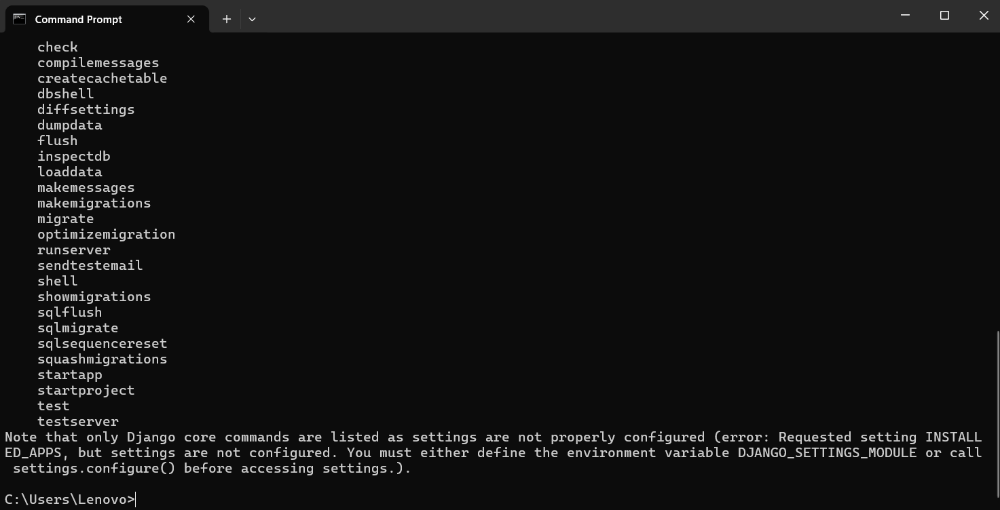 Command Prompt
check
compilemessages
createcachetable
dbshell
diffsettings
dumpdata
flush
inspectdb
loaddata
makemessages
makemigrations
migrate
optimizemigration
runserver
sendtestemail
shell
showmigrations
sqlflush
sqlmigrate
sqlsequencereset
squashmigrations
startapp
startproject
test
testserver
Note that only Django core commands are listed as settings are not properly configured (error: Requested setting INSTALL
ED_APPS, but settings are not configured. You must either define the environment variable DJANGO_SETTINGS_MODULE or call
 settings.configure() before accessing settings.).
C:\Users\Lenovo>